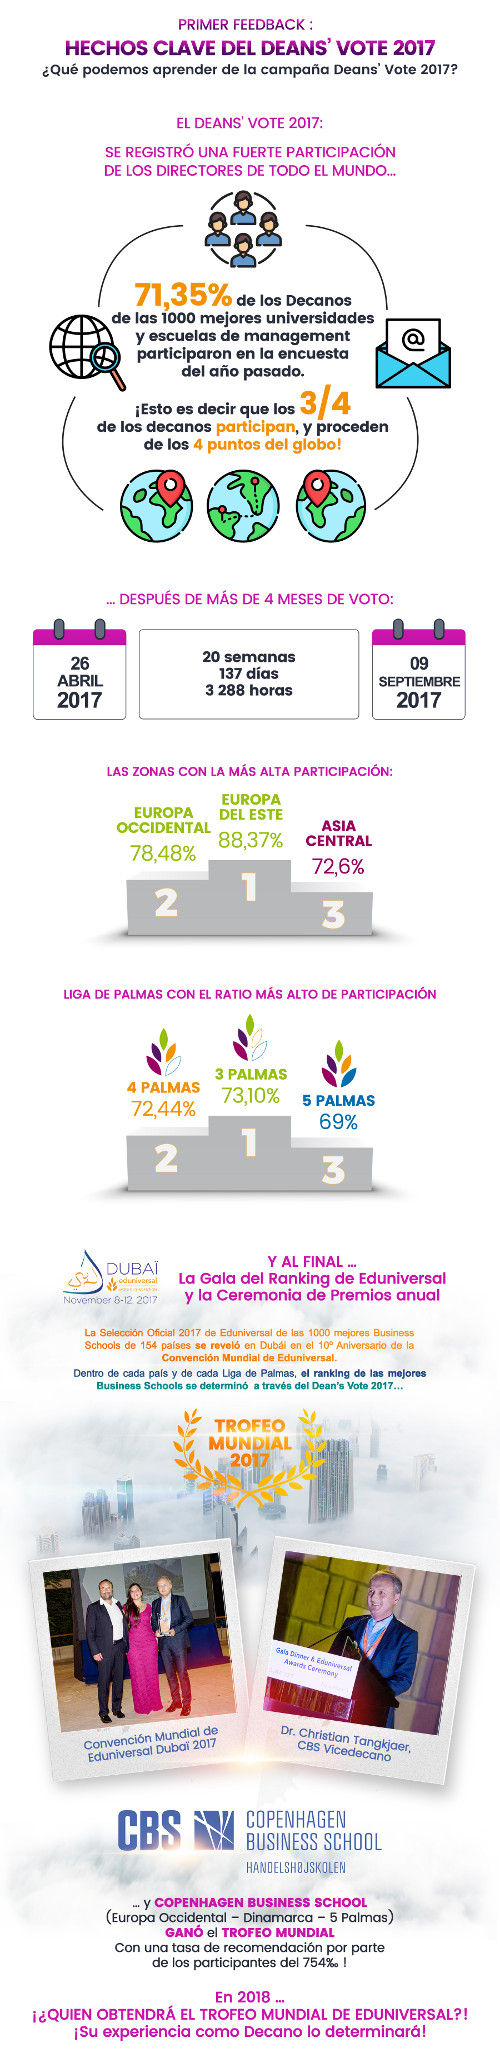 PRIMER FEEDBACK :
HECHOS CLAVE DEL DEANS' VOTE 2017
¿Qué podemos aprender de la campaña Deans' Vote 2017?
EL DEANS' VOTE 2017:
SE REGISTRÓ UNA FUERTE PARTICIPACIÓN
DE LOS DIRECTORES DE TODO EL MUNDO...
71,35% de los Decanos
de las 1000 mejores universidades
y escuelas de management
participaron en la encuesta
del año pasado.
@
¡Esto es decir que los 3/4
de los decanos participan, y proceden
de los 4 puntos del globo!
... DESPUÉS DE MÁS DE 4 MESES DE VOTO:
26
ABRIL
2017
20 semanas
137 días
3 288 horas
09
SEPTIEMBRE
2017
LAS ZONAS CON LA MÁS ALTA PARTICIPACIÓN:
EUROPA
OCCIDENTAL
78,48%
2
EUROPA
DEL ESTE
88,37%
1
ASIA
CENTRAL
72,6%
3
LIGA DE PALMAS CON EL RATIO MÁS ALTO DE PARTICIPACIÓN
4 PALMAS
72,44%
2
3 PALMAS
73,10%
1
5 PALMAS
69%
3
DUBAÏ
eduniversal
November 8-12, 2017
Y AL FINAL ...
La Gala del Ranking de Eduniversal
y la Ceremonia de Premios anual
La Selección Oficial 2017 de Eduniversal de las 1000 mejores Business
Schools de 154 países se reveló en Dubái en el 10º Aniversario de la
Convención Mundial de Eduniversal.
Dentro de cada país y de cada Liga de Palmas, el ranking de las mejores
Business Schools se determinó a través del Dean's Vote 2017...
TROFEO
MUNDIAL
2017
Gala Dinner & Eduniversal
Awards Ceremony
Convención Mundial de
Eduniversal Dubaï 2017
Dr. Christian Tangkjaer,
CBS Vicedecano
CBS COPENHAGEN
BUSINESS SCHOOL
HANDELSHØJSKOLEN
... y COPENHAGEN BUSINESS SCHOOL
(Europa Occidental – Dinamarca – 5 Palmas)
GANÓ el TROFEO MUNDIAL
Con una tasa de recomendación por parte
de los participantes del 754‰ !
En 2018 ...
¡¿QUIEN OBTENDRÁ EL TROFEO MUNDIAL DE EDUNIVERSAL?!
¡Su experiencia como Decano lo determinará!